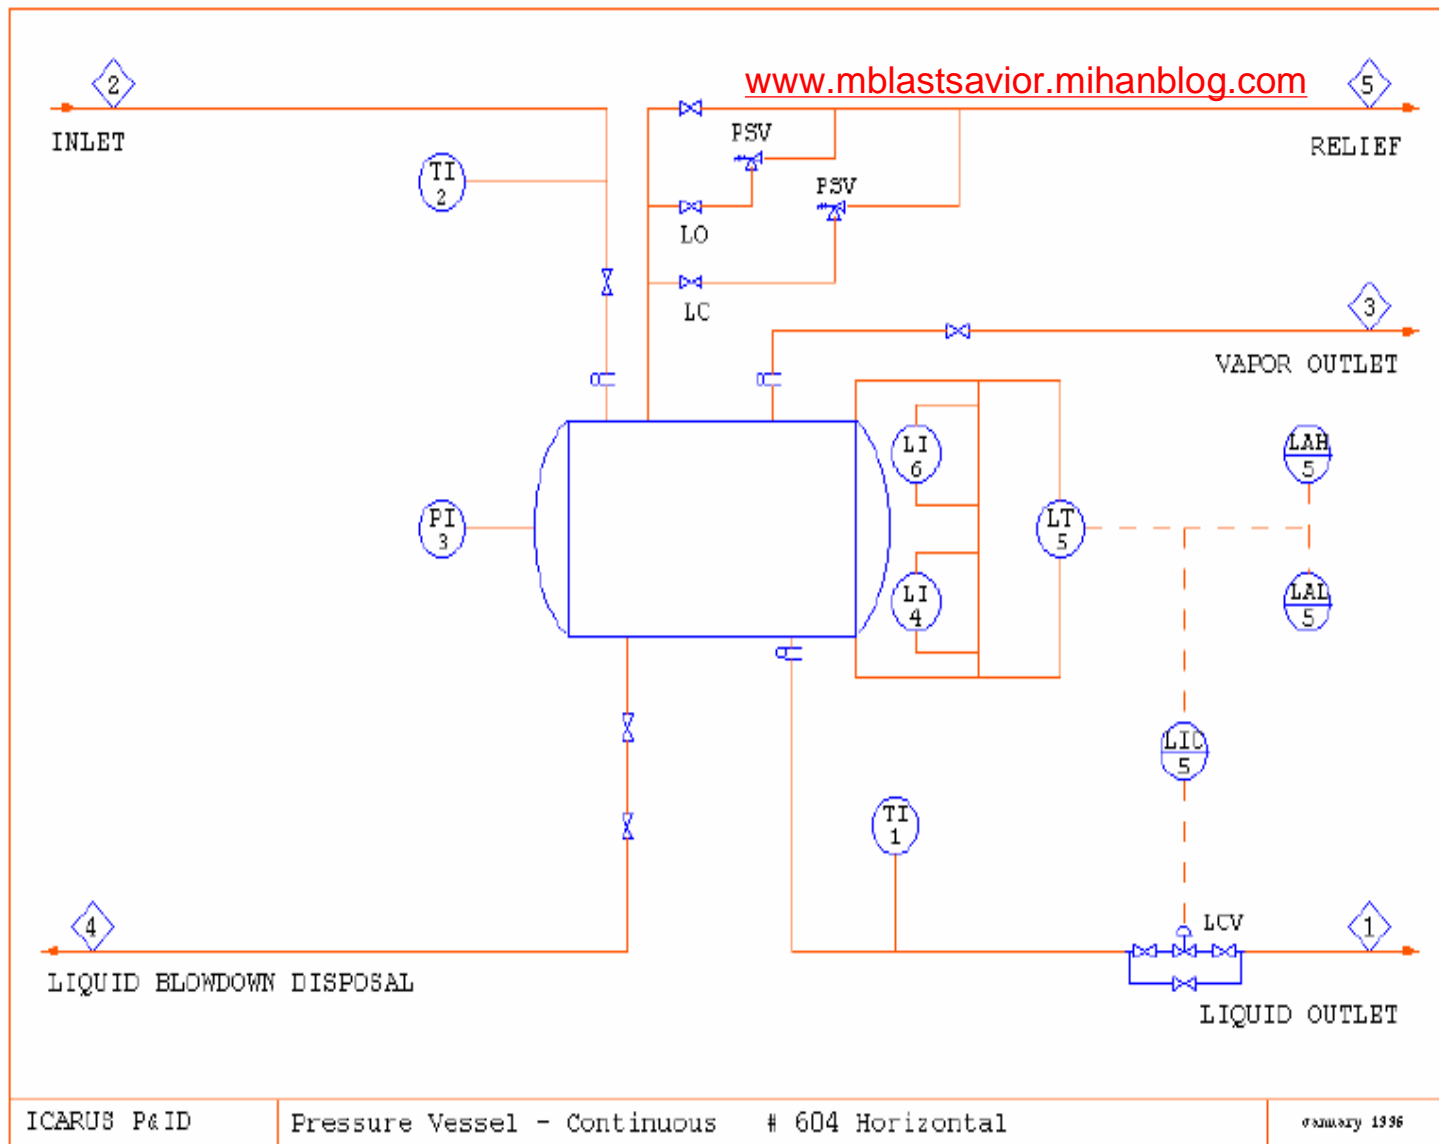 www.mblastsavior.mihanblog.com
2
5
INLET
PSV
RELIEF
TI
2
PSV
LO
LC
3
VAPOR OUTLET
LI
6
LAH
5
PI
3
LT
5
LI
4
LAL
5
LIC
5
TI
1
4
LCV
1
LIQUID BLOWDOWN DISPOSAL
LIQUID OUTLET
ICARUS P&ID
Pressure Vessel - Continuous # 604 Horizontal
January 1996